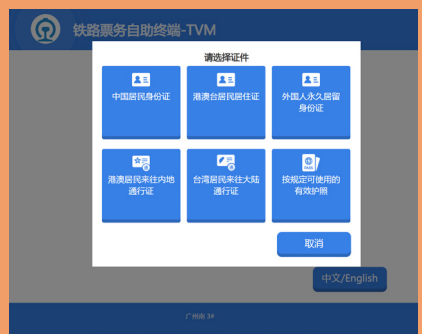 铁路票务自助终端-TVM
请选择证件
中国居民身份证
港澳台居民居住证
外国人永久居留
身份证
港澳居民来往内地
通行证
台湾居民来往大陆
通行证
按规定可使用的
有效护照
取消
中文/English
广州南 3#